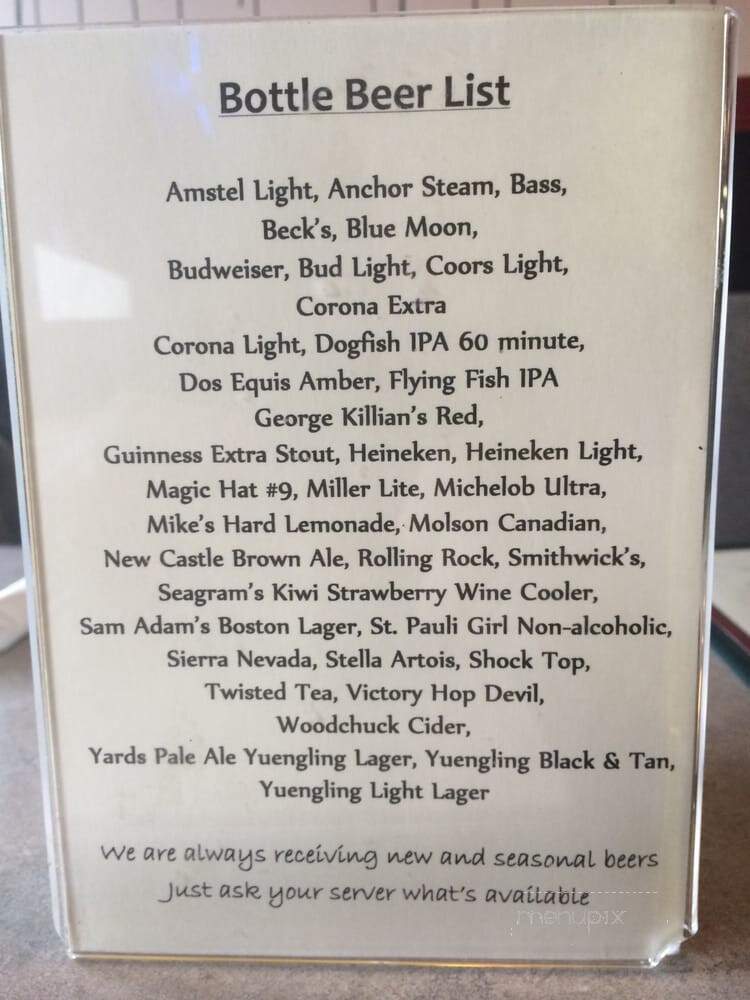 Bottle Beer List
Amstel Light, Anchor Steam, Bass,
Beck's, Blue Moon,
Budweiser, Bud Light, Coors Light,
Corona Extra
Corona Light, Dogfish IPA 60 minute,
Dos Equis Amber, Flying Fish IPA
George Killian's Red,
Guinness Extra Stout, Heineken, Heineken Light,
Magic Hat #9, Miller Lite, Michelob Ultra,
Mike's Hard Lemonade, Molson Canadian,
New Castle Brown Ale, Rolling Rock, Smithwick's,
Seagram's Kiwi Strawberry Wine Cooler,
Sam Adam's Boston Lager, St. Pauli Girl Non-alcoholic,
Sierra Nevada, Stella Artois, Shock Top,
Twisted Tea, Victory Hop Devil,
Woodchuck Cider,
Yards Pale Ale Yuengling Lager, Yuengling Black & Tan,
Yuengling Light Lager
We are always receiving new and seasonal beers
Just ask your server what's available
menupix